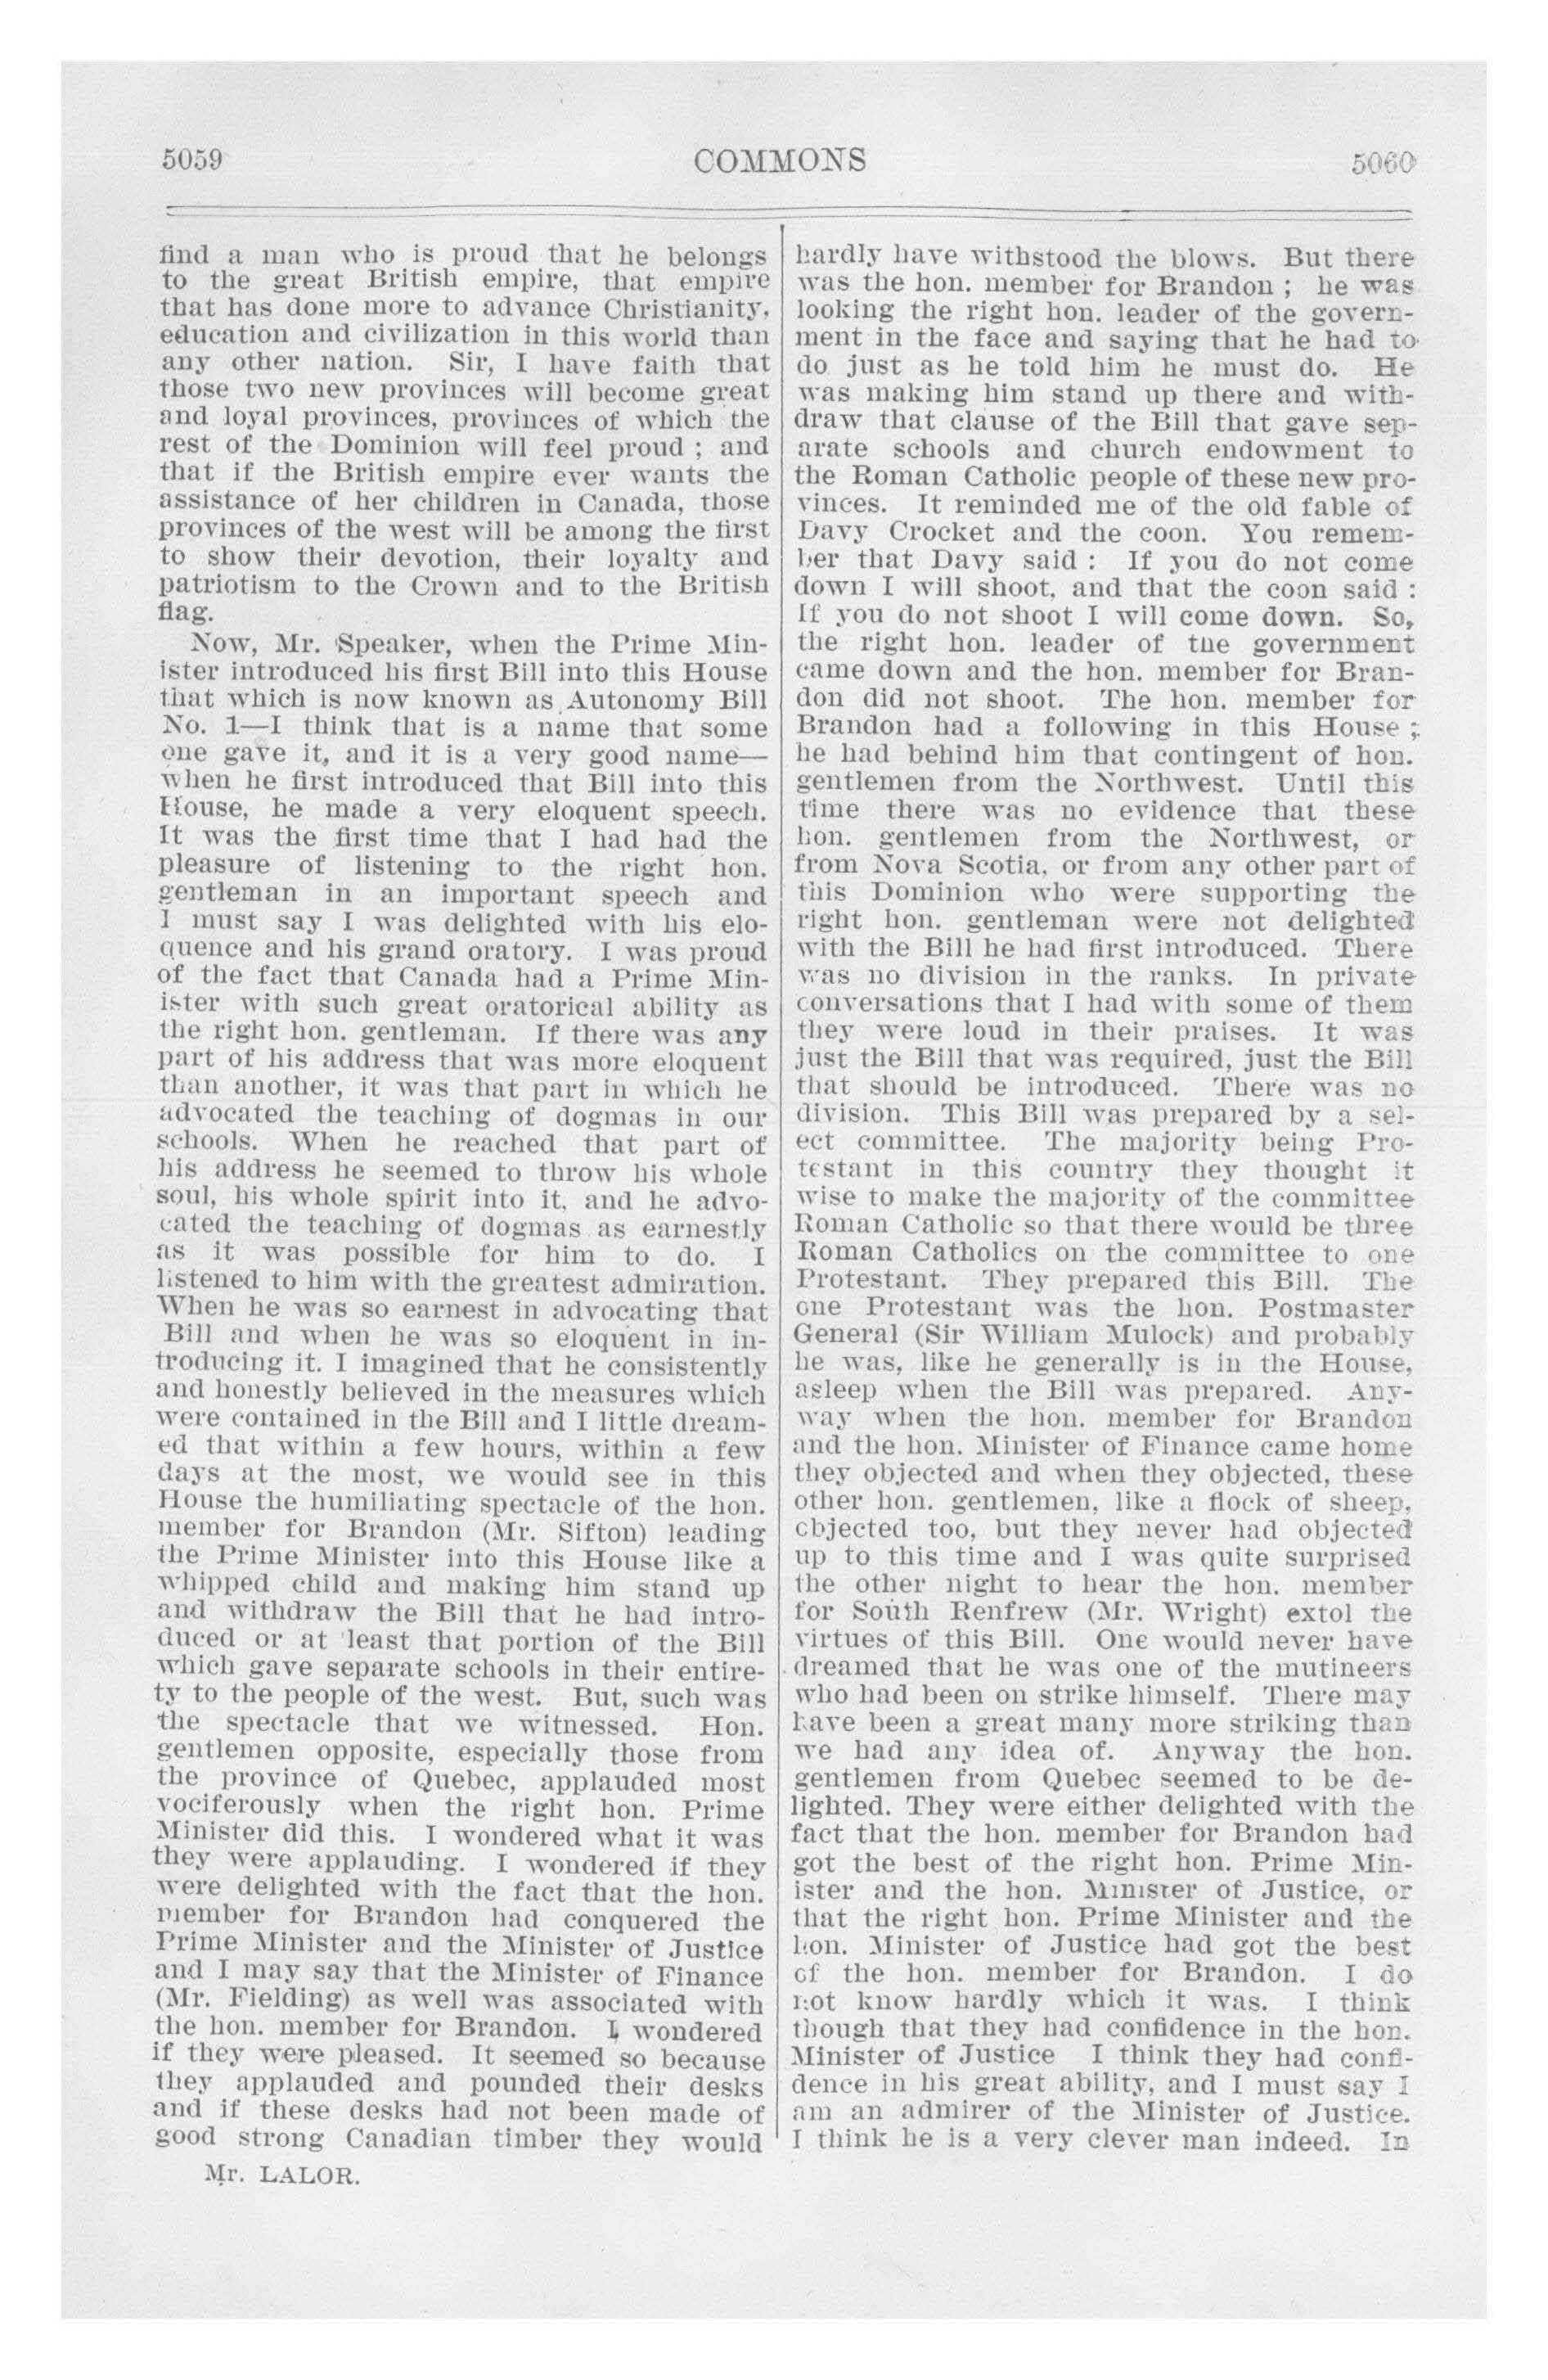 5059
COMMONS
5060
find a man who is proud that he belongs
to the great British empire, that empire
that has done more to advance Christianity,
education and civilization in this world than
any other nation. Sir, I have faith that
those two new provinces will become great
and loyal provinces, provinces of which the
rest of the Dominion will feel proud ; and
that if the British empire ever wants the
assistance of her children in Canada, those
provinces of the west will be among the first
to show their devotion, their loyalty and
patriotism to the Crown and to the British
flag.
Now, Mr. Speaker, when the Prime Min-
ister introduced his first Bill into this House
that which is now known as Autonomy Bill
No. 1—I think that is a name that some
one gave it, and it is a very good name—
when he first introduced that Bill into this
House, he made a very eloquent speech.
It was the first time that I had had the
pleasure of listening to the right hon.
gentleman in an important speech and
I must say I was delighted with his elo-
quence and his grand oratory. I was proud
of the fact that Canada had a Prime Min-
ister with such great oratorical ability as
the right hon. gentleman. If there was any
part of his address that was more eloquent
than another, it was that part in which he
advocated the teaching of dogmas in our
schools. When he reached that part of
his address he seemed to throw his whole
soul, his whole spirit into it, and he advo-
cated the teaching of dogmas as earnestly
as it was possible for him to do. I
listened to him with the greatest admiration.
When he was so earnest in advocating that
Bill and when he was so eloquent in in-
troducing it. I imagined that he consistently
and honestly believed in the measures which
were contained in the Bill and I little dream-
ed that within a few hours, within a few
days at the most, we would see in this
House the humiliating spectacle of the hon.
member for Brandon (Mr. Sifton) leading
the Prime Minister into this House like a
whipped child and making him stand up
and withdraw the Bill that he had intro-
duced or at least that portion of the Bill
which gave separate schools in their entire-
ty to the people of the west. But, such was
the spectacle that we witnessed. Hon.
gentlemen opposite, especially those from
the province of Quebec, applauded most
vociferously when the right hon. Prime
Minister did this. I wondered what it was
they were applauding. I wondered if they
were delighted with the fact that the hon.
member for Brandon had conquered the
Prime Minister and the Minister of Justice
and I may say that the Minister of Finance
(Mr. Fielding) as well was associated with
the hon. member for Brandon. I wondered
if they were pleased. It seemed so because
they applauded and pounded their desks
and if these desks had not been made of
good strong Canadian timber they would
Mr. LALOR.
hardly have withstood the blows. But there
was the hon. member for Brandon ; he was
looking the right hon. leader of the govern-
ment in the face and saying that he had to
do just as he told him he must do. He
was making him stand up there and with-
draw that clause of the Bill that gave sep-
arate schools and church endowment to
the Roman Catholic people of these new pro-
vinces. It reminded me of the old fable of
Davy Crocket and the coon. You remem-
ber that Davy said : If you do not come
down I will shoot, and that the coon said :
If you do not shoot I will come down. So,
the right hon. leader of the government
came down and the hon. member for Bran-
don did not shoot. The hon. member for
Brandon had a following in this House ;
he had behind him that contingent of hon.
gentlemen from the Northwest. Until this
time there was no evidence that these
hon. gentlemen from the Northwest, or
from Nova Scotia, or from any other part of
this Dominion who were supporting the
right hon. gentleman were not delighted
with the Bill he had first introduced. There
was no division in the ranks. In private
conversations that I had with some of them
they were loud in their praises. It was
just the Bill that was required, just the Bill
that should be introduced. There was no
division. This Bill was prepared by a sel-
ect committee. The majority being Pro-
testant in this country they thought it
wise to make the majority of the committee
Roman Catholic so that there would be three
Roman Catholics on the committee to one
Protestant. They prepared this Bill. The
one Protestant was the hon. Postmaster
General (Sir William Mulock) and probably
he was, like he generally is in the House,
asleep when the Bill was prepared. Any-
way when the hon. member for Brandon
and the hon. Minister of Finance came home
they objected and when they objected, these
other hon. gentlemen, like a flock of sheep,
objected too, but they never had objected
up to this time and I was quite surprised
the other night to hear the hon. member
for South Renfrew (Mr. Wright) extol the
virtues of this Bill. One would never have
dreamed that he was one of the mutineers
who had been on strike himself. There may
have been a great many more striking than
we had any idea of. Anyway the hon.
gentlemen from Quebec seemed to be de-
lighted. They were either delighted with the
fact that the hon. member for Brandon had
got the best of the right hon. Prime Min-
ister and the hon. Minister of Justice, or
that the right hon. Prime Minister and the
hon. Minister of Justice had got the best
of the hon. member for Brandon. I do
not know hardly which it was. I think
though that they had confidence in the hon.
Minister of Justice I think they had confi-
dence in his great ability, and I must say I
am an admirer of the Minister of Justice.
I think he is a very clever man indeed. In